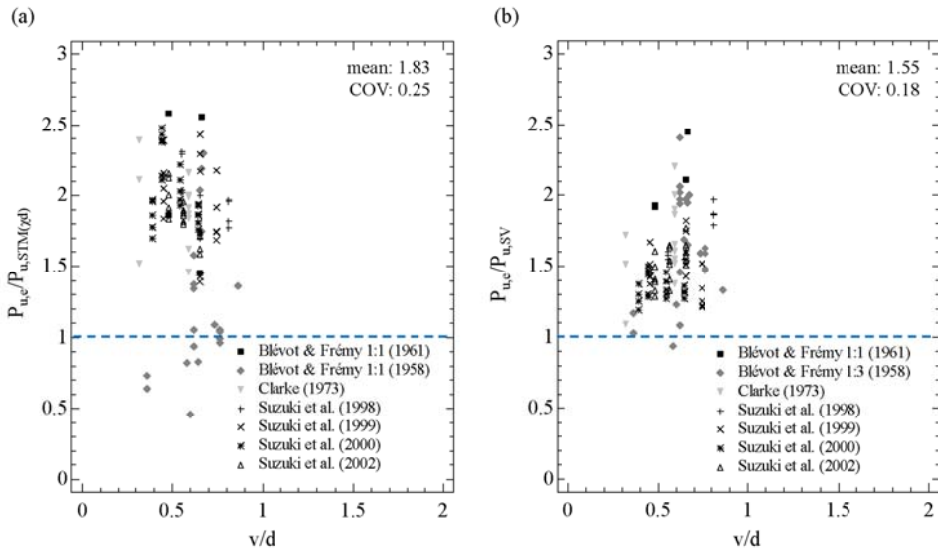 (a)
3
2.5
2
1.5
1
0.5
0
P_{u,e}/P_{u,STM(χd)}
mean: 1.83
COV: 0.25
Blévot & Frémy 1:1 (1961)
Blévot & Frémy 1:1 (1958)
Clarke (1973)
Suzuki et al. (1998)
Suzuki et al. (1999)
Suzuki et al. (2000)
Suzuki et al. (2002)
0 0.5 1 1.5 2
v/d
(b)
3
2.5
2
1.5
1
0.5
0
P_{u,e}/P_{u,SV}
mean: 1.55
COV: 0.18
Blévot & Frémy 1:1 (1961)
Blévot & Frémy 1:3 (1958)
Clarke (1973)
Suzuki et al. (1998)
Suzuki et al. (1999)
Suzuki et al. (2000)
Suzuki et al. (2002)
0 0.5 1 1.5 2
v/d